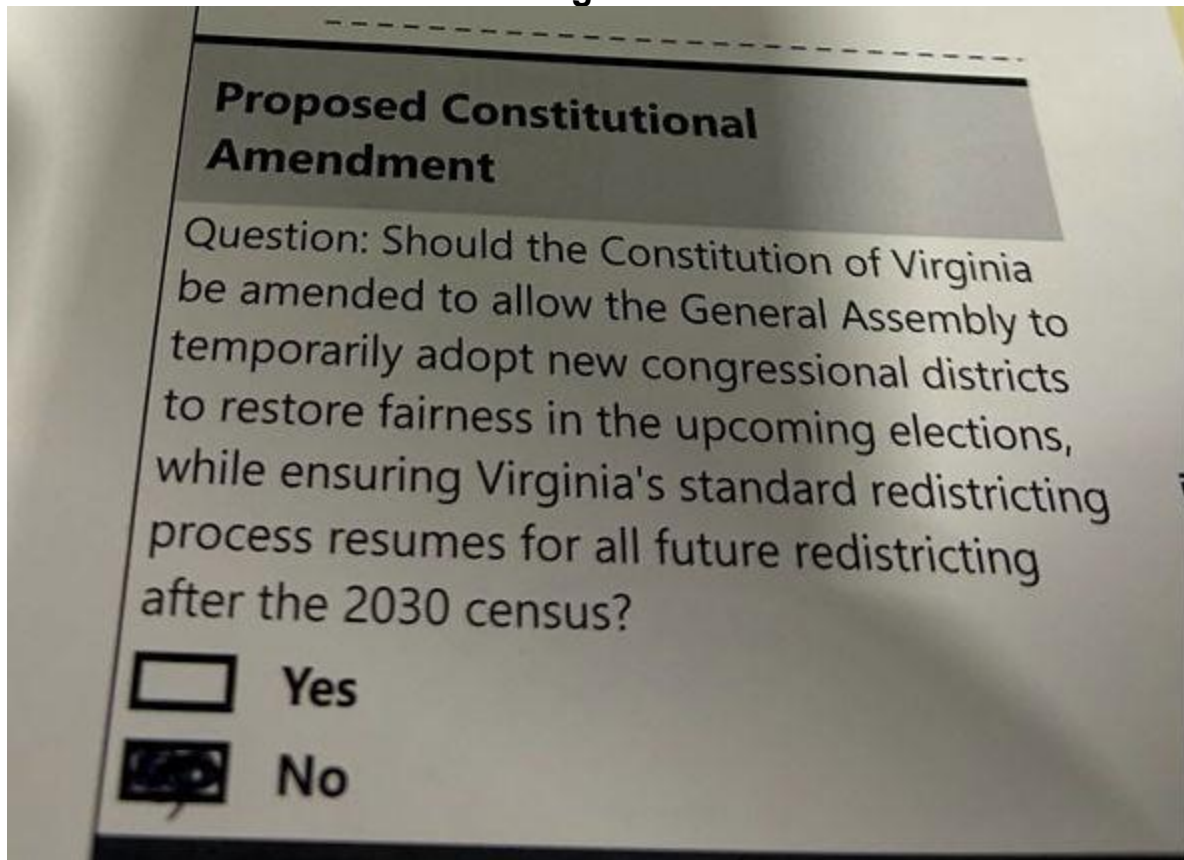 Proposed Constitutional
Amendment
Question: Should the Constitution of Virginia
be amended to allow the General Assembly to
temporarily adopt new congressional districts
to restore fairness in the upcoming elections,
while ensuring Virginia's standard redistricting
process resumes for all future redistricting
after the 2030 census?
Yes
No